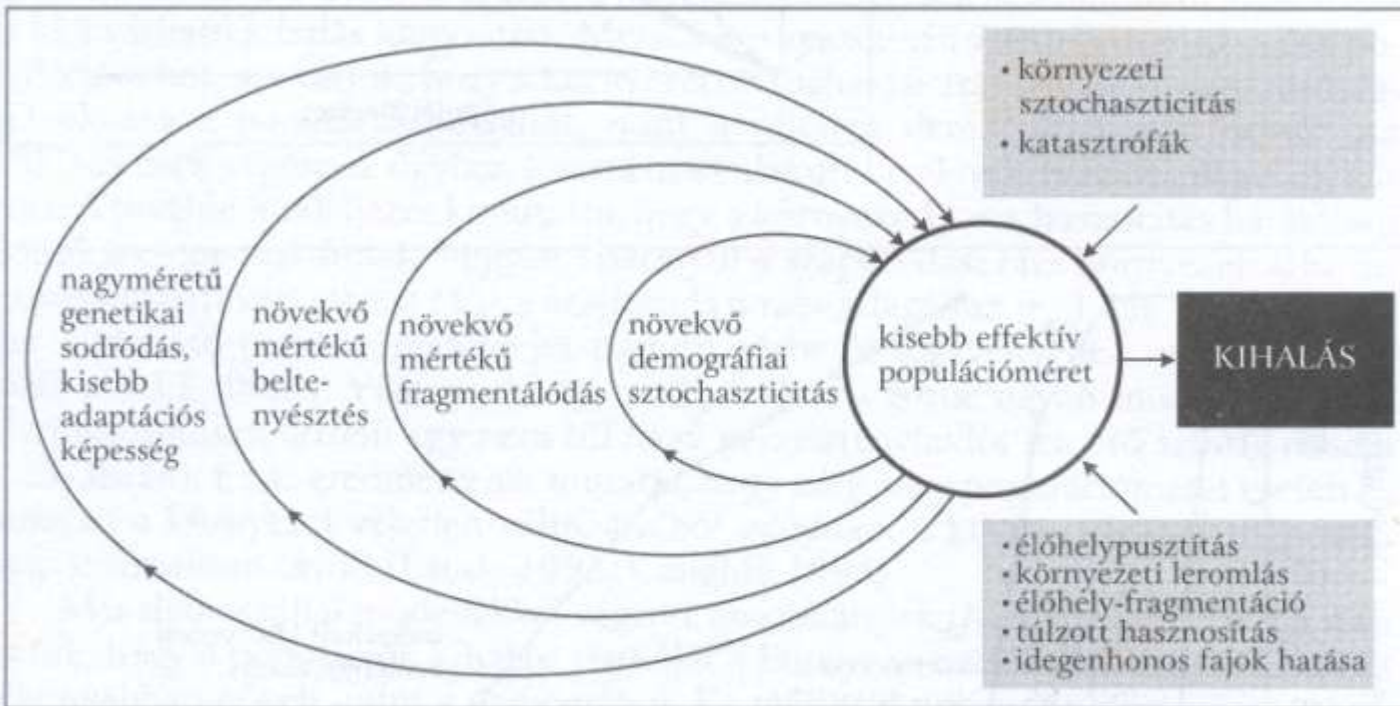 • környezeti
sztochaszticitás
• katasztrófák
nagyméretű
genetikai
sodródás,
kisebb
adaptációs
képesség
növekvő
mértékű
belte-
nyésztés
növekvő
mértékű
fragmentálódás
növekvő
demográfiai
sztochaszticitás
kisebb effektív
populációméret
KIHALÁS
• élőhelypusztítás
• környezeti leromlás
• élőhely-fragmentáció
• túlzott hasznosítás
• idegenhonos fajok hatása